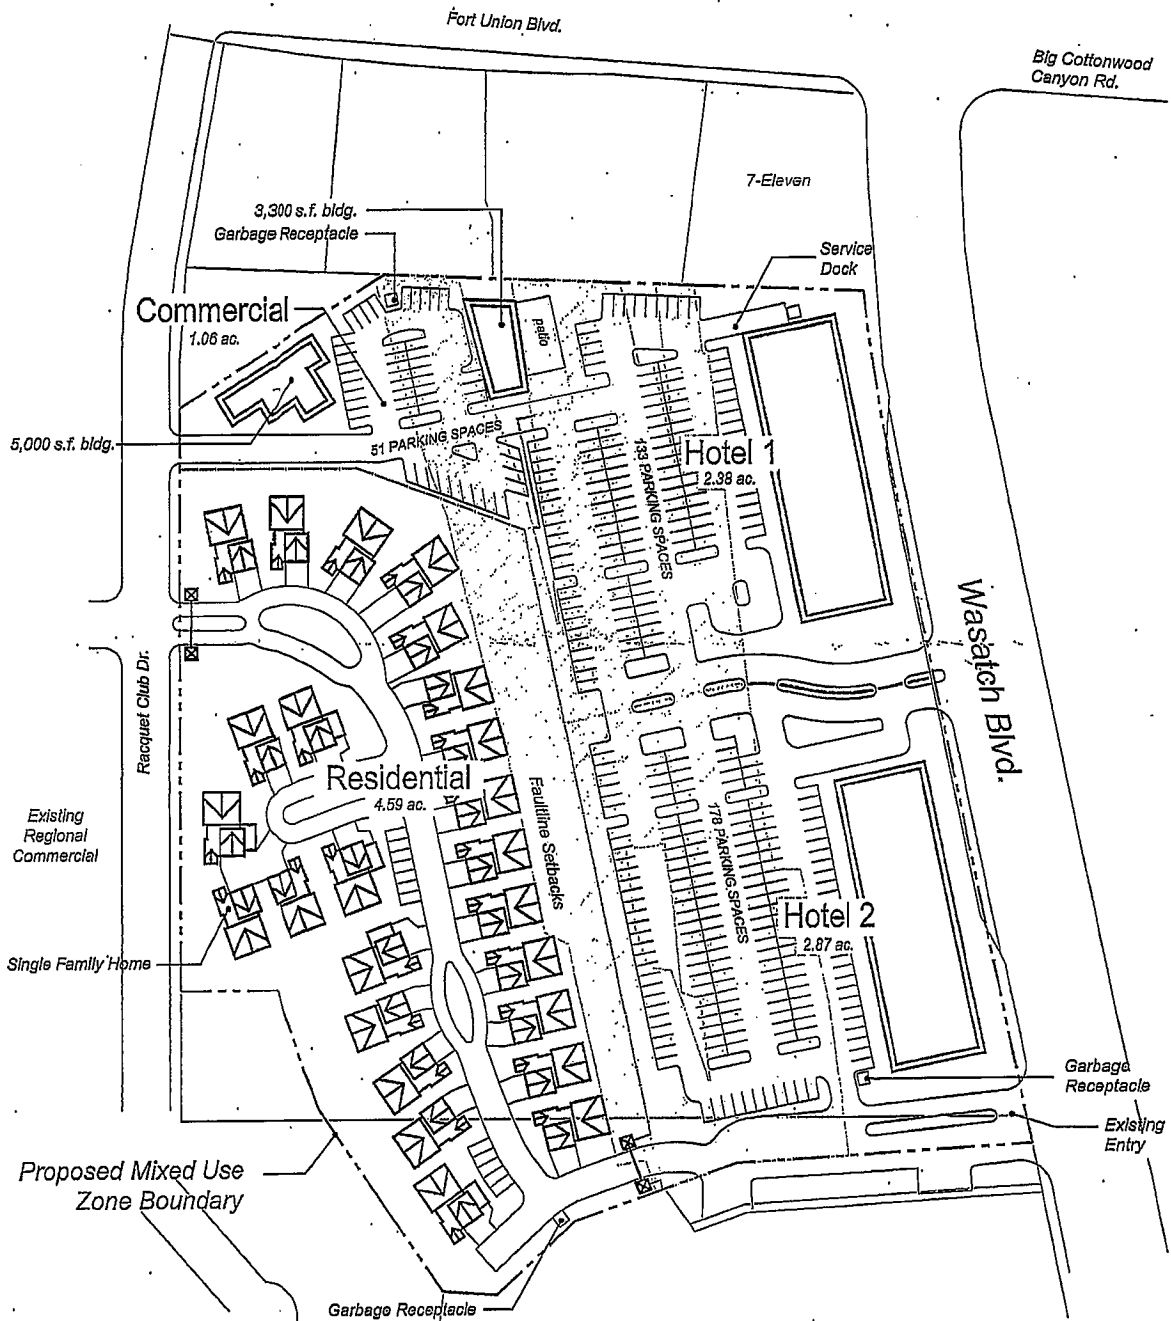 Fort Union Blvd.
Big Cottonwood
Canyon Rd.
7-Eleven
3,300 s.f. bldg.
Garbage Receptacle
Service
Dock
Commercial
1.06 ac.
patio
5,000 s.f. bldg.
51 PARKING SPACES
133 PARKING SPACES
Hotel 1
2.38 ac.
Wasatch Blvd.
Racquet Club Dr.
Residential
4.59 ac.
Existing
Regional
Commercial
Faultline Setbacks
178 PARKING SPACES
Hotel 2
2.87 ac.
Single Family Home
Garbage
Receptacle
Existing
Entry
Proposed Mixed Use
Zone Boundary
Garbage Receptacle